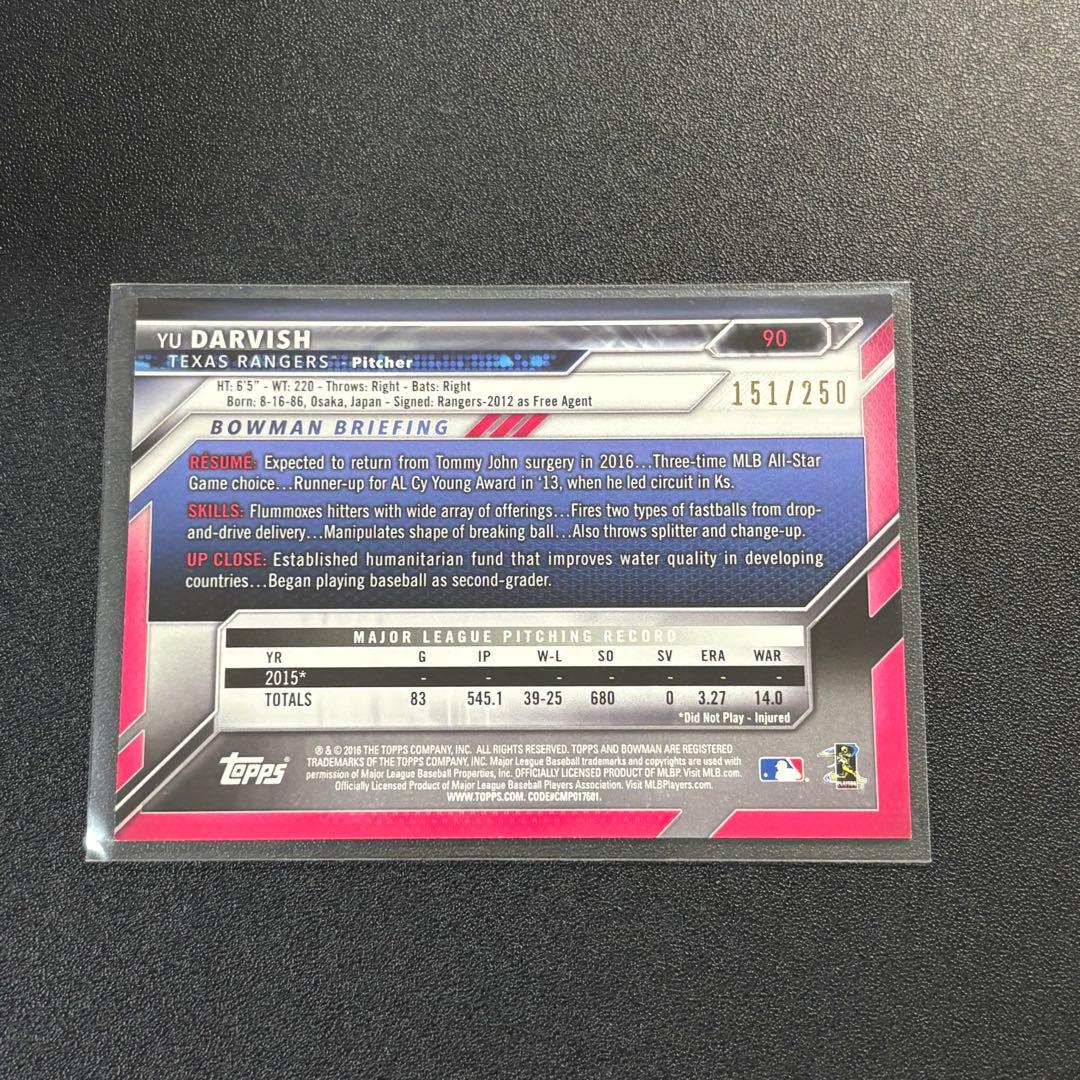 YU DARVISH
90
TEXAS RANGERS - Pitcher
HT: 6'5" - WT: 220 - Throws: Right - Bats: Right
Born: 8-16-86, Osaka, Japan - Signed: Rangers-2012 as Free Agent
151/250
BOWMAN BRIEFING
RÉSUMÉ: Expected to return from Tommy John surgery in 2016...Three-time MLB All-Star
Game choice...Runner-up for AL Cy Young Award in '13, when he led circuit in Ks.
SKILLS: Flummoxes hitters with wide array of offerings...Fires two types of fastballs from drop-
and-drive delivery...Manipulates shape of breaking ball...Also throws splitter and change-up.
UP CLOSE: Established humanitarian fund that improves water quality in developing
countries...Began playing baseball as second-grader.
MAJOR LEAGUE PITCHING RECORD
YR G IP W-L SO SV ERA WAR
2015* - - - - - - -
TOTALS 83 545.1 39-25 680 0 3.27 14.0
*Did Not Play - Injured
topps
® & © 2016 THE TOPPS COMPANY, INC. ALL RIGHTS RESERVED. TOPPS AND BOWMAN ARE REGISTERED
TRADEMARKS OF THE TOPPS COMPANY, INC. Major League Baseball trademarks and copyrights are used with
permission of Major League Baseball Properties, Inc. OFFICIALLY LICENSED PRODUCT OF MLBP. Visit MLB.com.
Officially Licensed Product of Major League Baseball Players Association. Visit MLBPlayers.com.
WWW.TOPPS.COM. CODE#CMP017601.